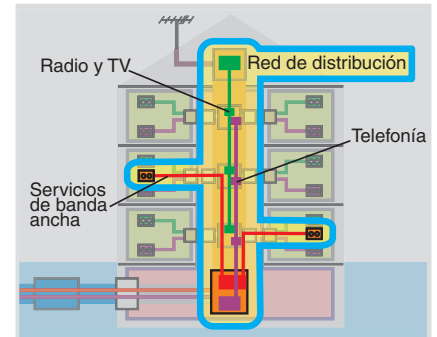 Radio y TV
Red de distribución
Telefonía
Servicios
de banda
ancha